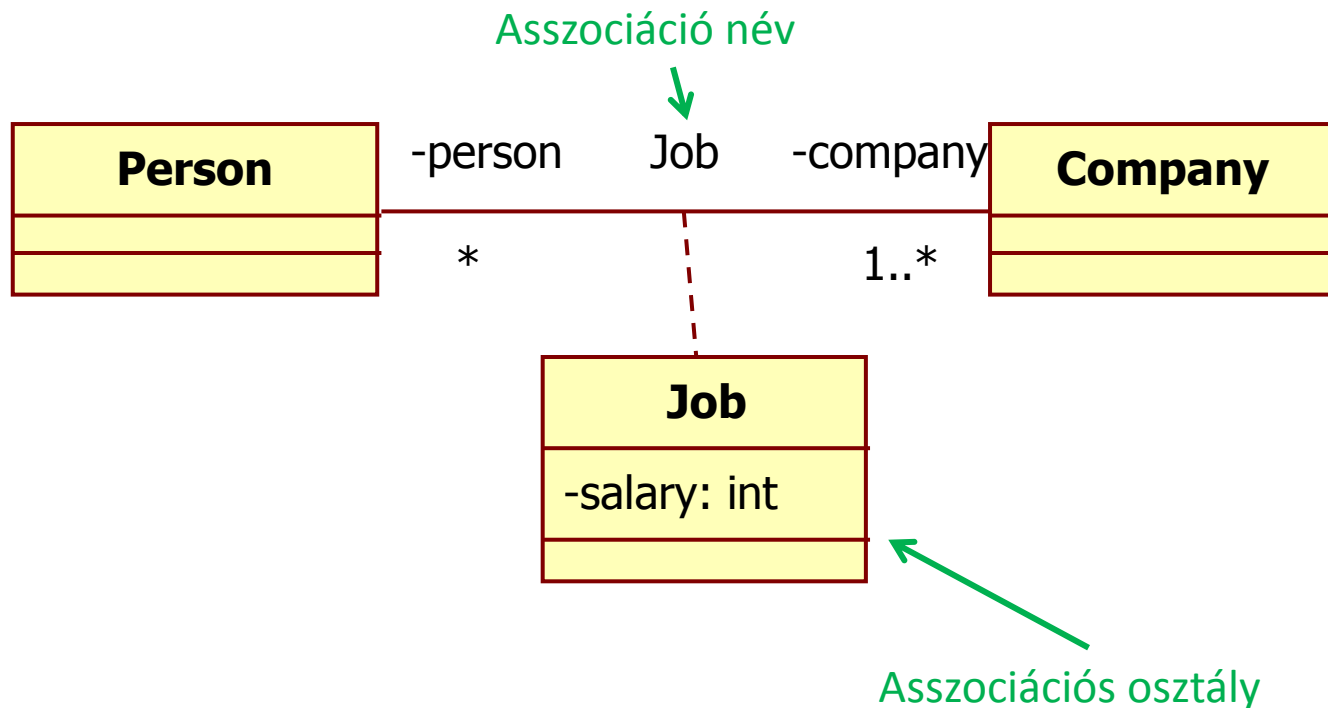 Asszociáció név
Person
-person
Job
-company
Company
*
1..*
Job
-salary: int
Asszociációs osztály